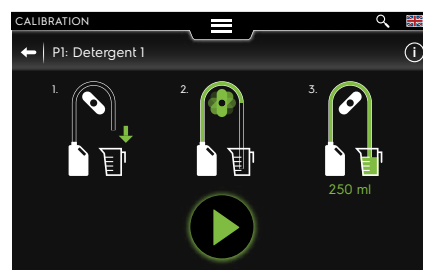 CALIBRATION
P1: Detergent 1
i
1.
2.
3.
250 ml